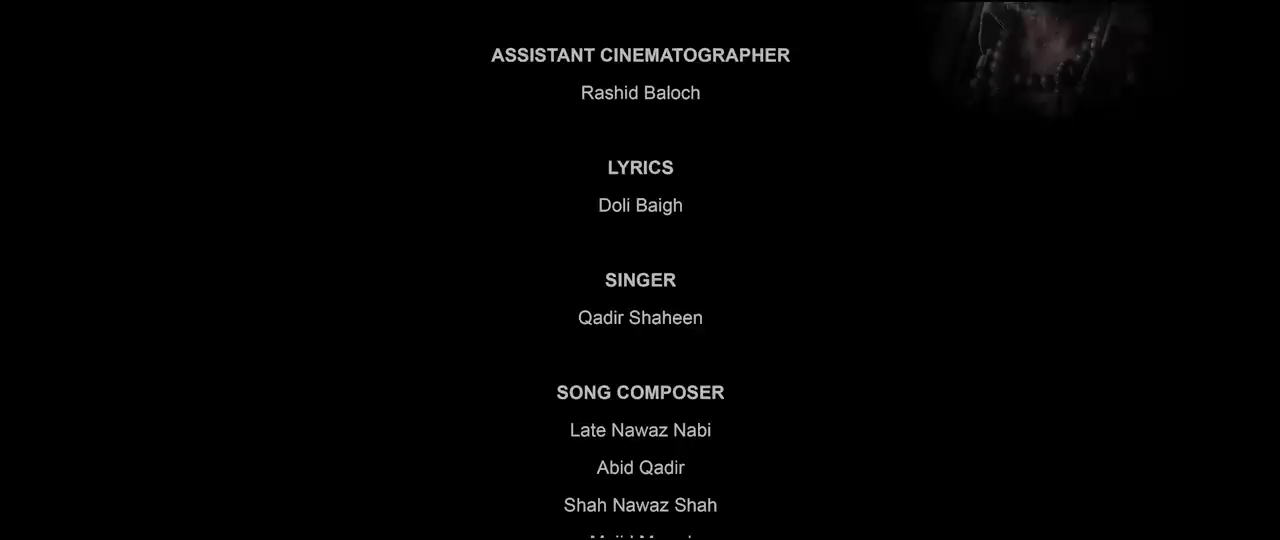 ASSISTANT CINEMATOGRAPHER
Rashid Baloch
LYRICS
Doli Baigh
SINGER
Qadir Shaheen
SONG COMPOSER
Late Nawaz Nabi
Abid Qadir
Shah Nawaz Shah